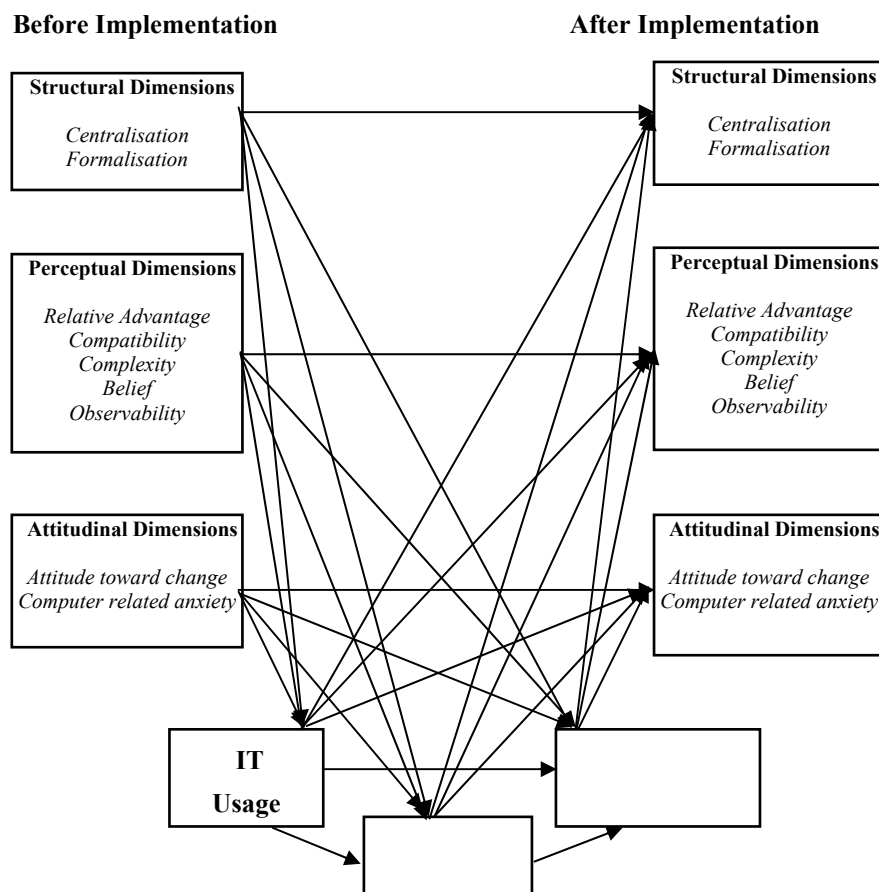 Before Implementation
After Implementation
Structural Dimensions
Centralisation
Formalisation
Structural Dimensions
Centralisation
Formalisation
Perceptual Dimensions
Relative Advantage
Compatibility
Complexity
Belief
Observability
Perceptual Dimensions
Relative Advantage
Compatibility
Complexity
Belief
Observability
Attitudinal Dimensions
Attitude toward change
Computer related anxiety
Attitudinal Dimensions
Attitude toward change
Computer related anxiety
IT
Usage